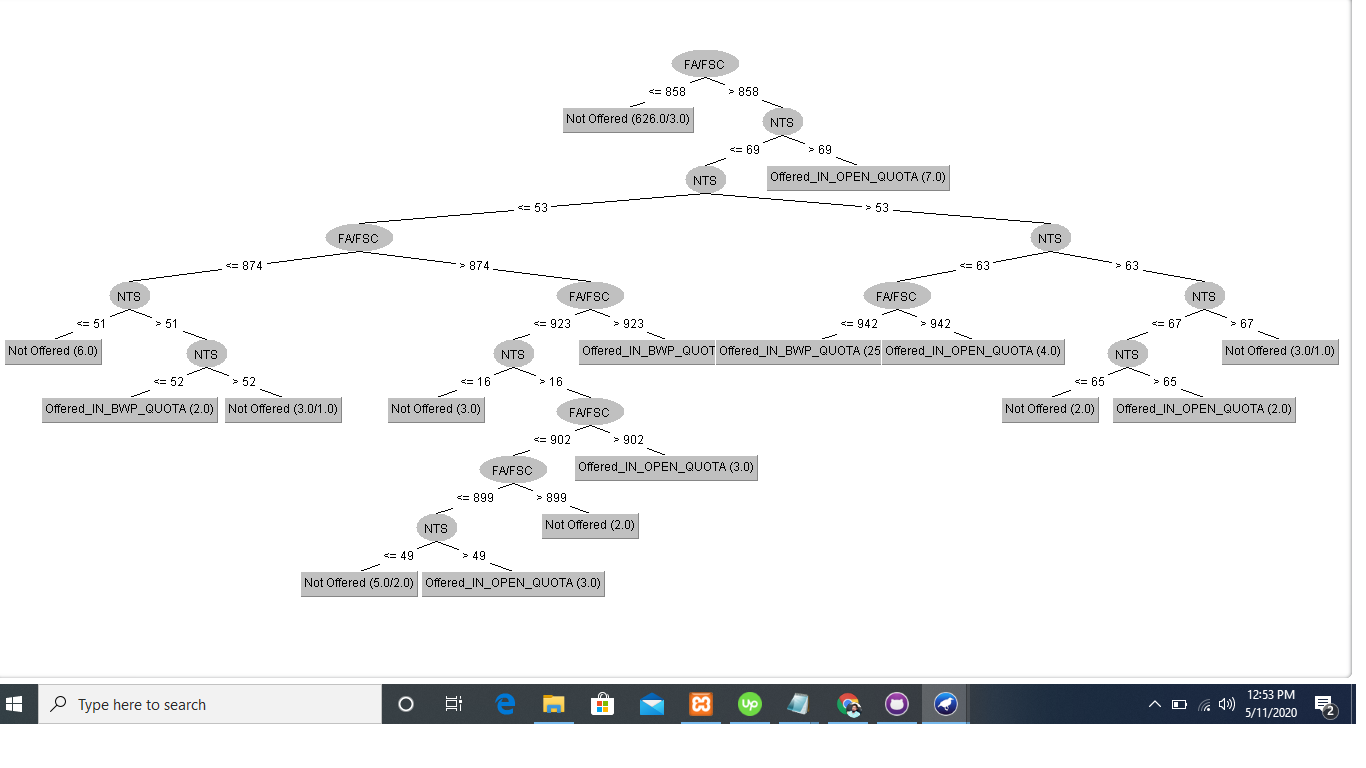 FA/FSC
<= 858 > 858
Not Offered (626.0/3.0) NTS
<= 69 > 69
NTS Offered_IN_OPEN_QUOTA (7.0)
<= 53 > 53
FA/FSC NTS
<= 874 > 874 <= 63 > 63
NTS FA/FSC FA/FSC NTS
<= 51 > 51 <= 923 > 923 <= 942 > 942 <= 67 > 67
Not Offered (6.0) NTS NTS Offered_IN_BWP_QUOT Offered_IN_BWP_QUOTA (25 Offered_IN_OPEN_QUOTA (4.0) NTS Not Offered (3.0/1.0)
<= 52 > 52 <= 16 > 16 <= 65 > 65
Offered_IN_BWP_QUOTA (2.0) Not Offered (3.0/1.0) Not Offered (3.0) FA/FSC Not Offered (2.0) Offered_IN_OPEN_QUOTA (2.0)
<= 902 > 902
FA/FSC Offered_IN_OPEN_QUOTA (3.0)
<= 899 > 899
NTS Not Offered (2.0)
<= 49 > 49
Not Offered (5.0/2.0) Offered_IN_OPEN_QUOTA (3.0)
Type here to search
up
12:53 PM
5/11/2020
2